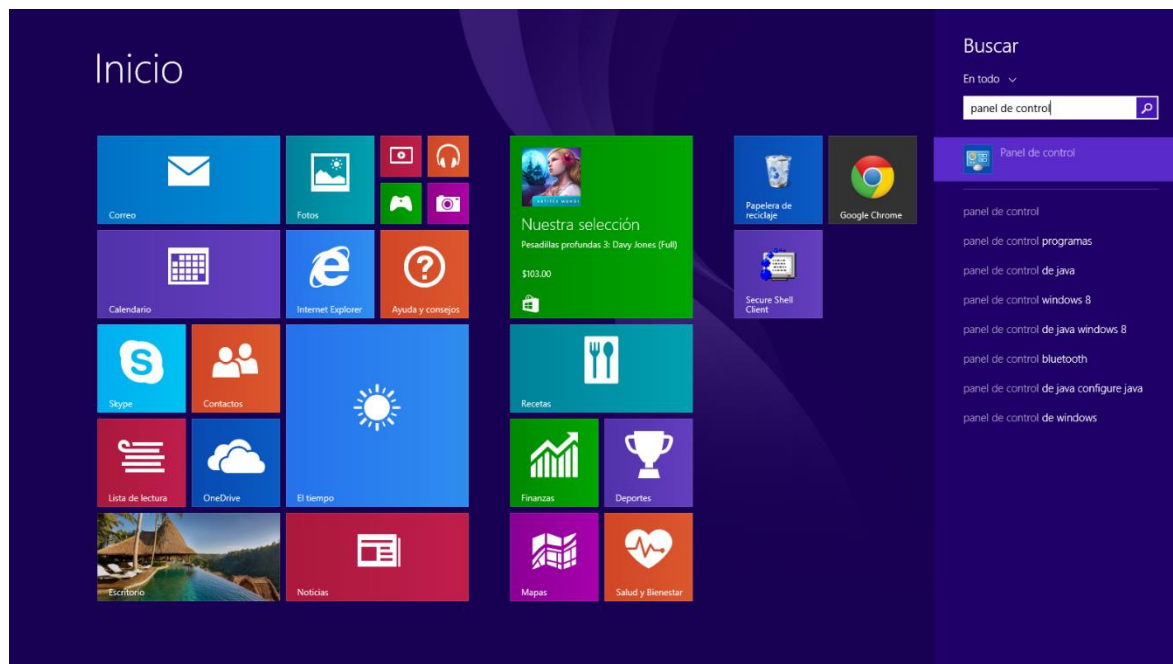 Inicio
Correo
Fotos
Calendario
Internet Explorer
Ayuda y consejos
Skype
Contactos
El tiempo
Lista de lectura
OneDrive
Escritorio
Noticias
ARTIFEX MUNDI
Nuestra selección
Pesadillas profundas 3: Davy Jones (Full)
$103.00
Recetas
Finanzas
Deportes
Mapas
Salud y Bienestar
Papelera de
reciclaje
Google Chrome
Secure Shell
Client
Buscar
En todo
panel de control
Panel de control
panel de control
panel de control programas
panel de control de java
panel de control windows 8
panel de control de java windows 8
panel de control bluetooth
panel de control de java configure java
panel de control de windows